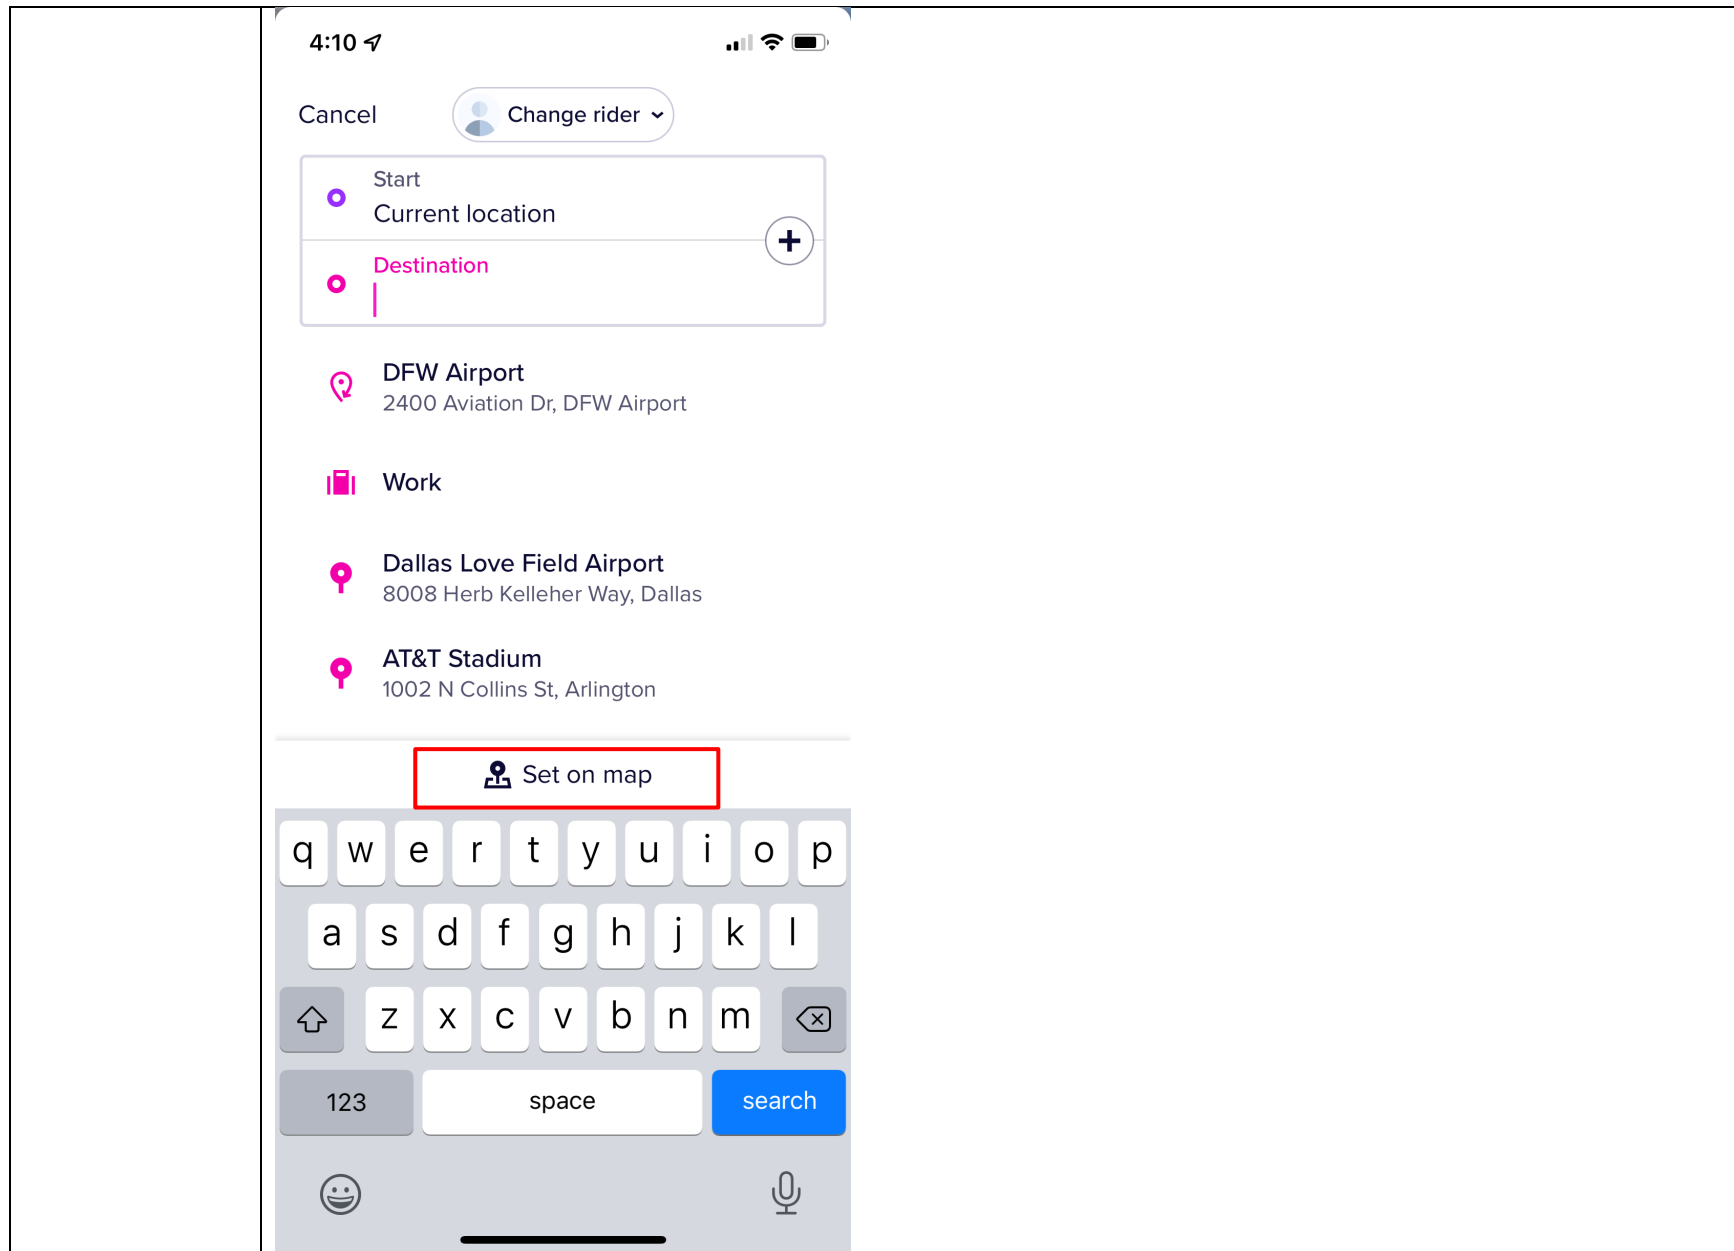 4:10
Cancel
Change rider
Start
Current location
Destination
DFW Airport
2400 Aviation Dr, DFW Airport
Work
Dallas Love Field Airport
8008 Herb Kelleher Way, Dallas
AT&T Stadium
1002 N Collins St, Arlington
Set on map
q w e r t y u i o p
a s d f g h j k l
z x c v b n m
123 space search